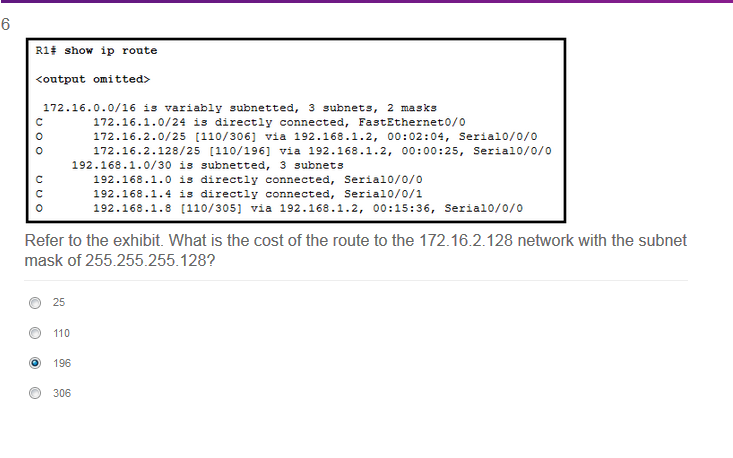 6
R1# show ip route
<output omitted>
172.16.0.0/16 is variably subnetted, 3 subnets, 2 masks
C 172.16.1.0/24 is directly connected, FastEthernet0/0
O 172.16.2.0/25 [110/306] via 192.168.1.2, 00:02:04, Serial0/0/0
O 172.16.2.128/25 [110/196] via 192.168.1.2, 00:00:25, Serial0/0/0
192.168.1.0/30 is subnetted, 3 subnets
C 192.168.1.0 is directly connected, Serial0/0/0
C 192.168.1.4 is directly connected, Serial0/0/1
O 192.168.1.8 [110/305] via 192.168.1.2, 00:15:36, Serial0/0/0
Refer to the exhibit. What is the cost of the route to the 172.16.2.128 network with the subnet
mask of 255.255.255.128?
25
110
196
306